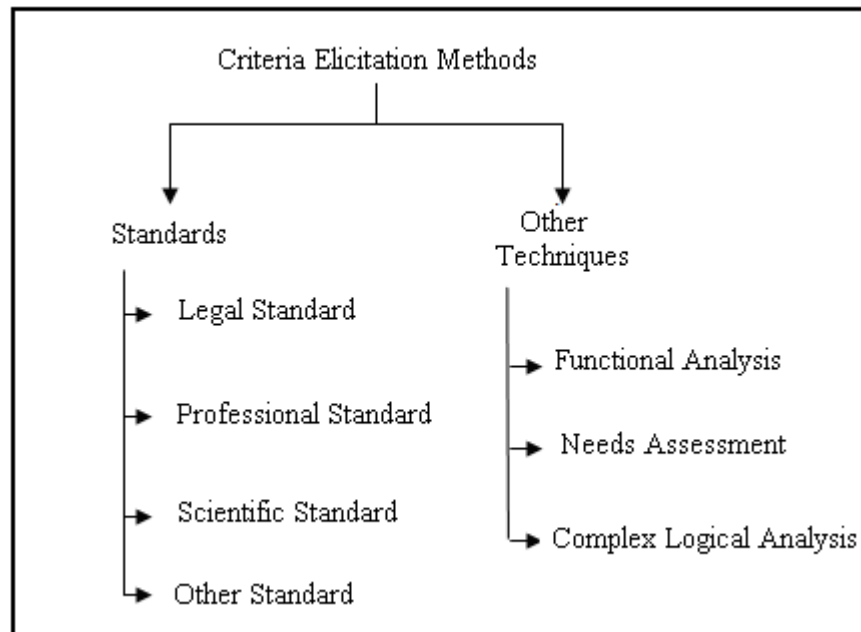 Criteria Elicitation Methods
Standards
Legal Standard
Professional Standard
Scientific Standard
Other Standard
Other
Techniques
Functional Analysis
Needs Assessment
Complex Logical Analysis